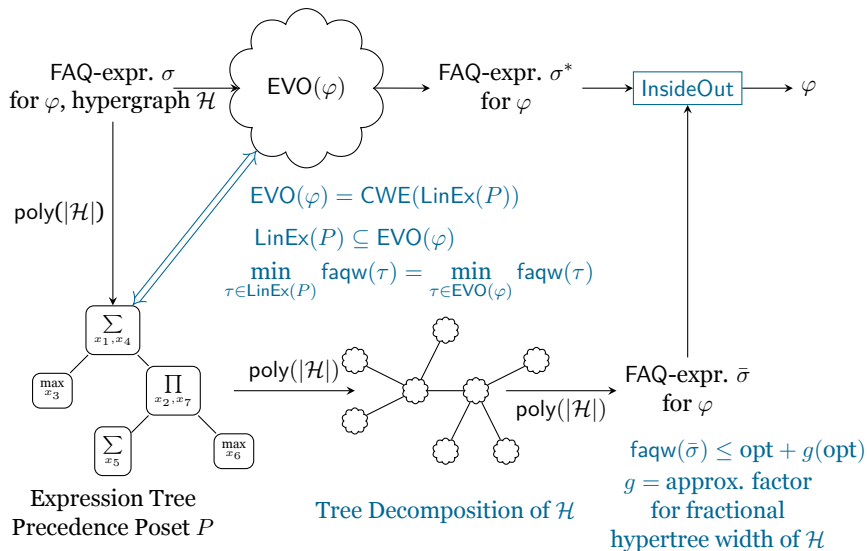 FAQ-expr. σ
for φ, hypergraph ℋ
EVO(φ)
FAQ-expr. σ*
for φ
InsideOut
φ
poly(|ℋ|)
EVO(φ) = CWE(LinEx(P))
LinEx(P) ⊆ EVO(φ)
min faqw(τ) = min faqw(τ)
τ∈LinEx(P) τ∈EVO(φ)
∑
x₁,x₄
max
x₃
∏
x₂,x₇
∑
x₅
max
x₆
poly(|ℋ|)
poly(|ℋ|)
FAQ-expr. σ̄
for φ
faqw(σ̄) ≤ opt + g(opt)
g = approx. factor
for fractional
hypertree width of ℋ
Expression Tree
Precedence Poset P
Tree Decomposition of ℋ